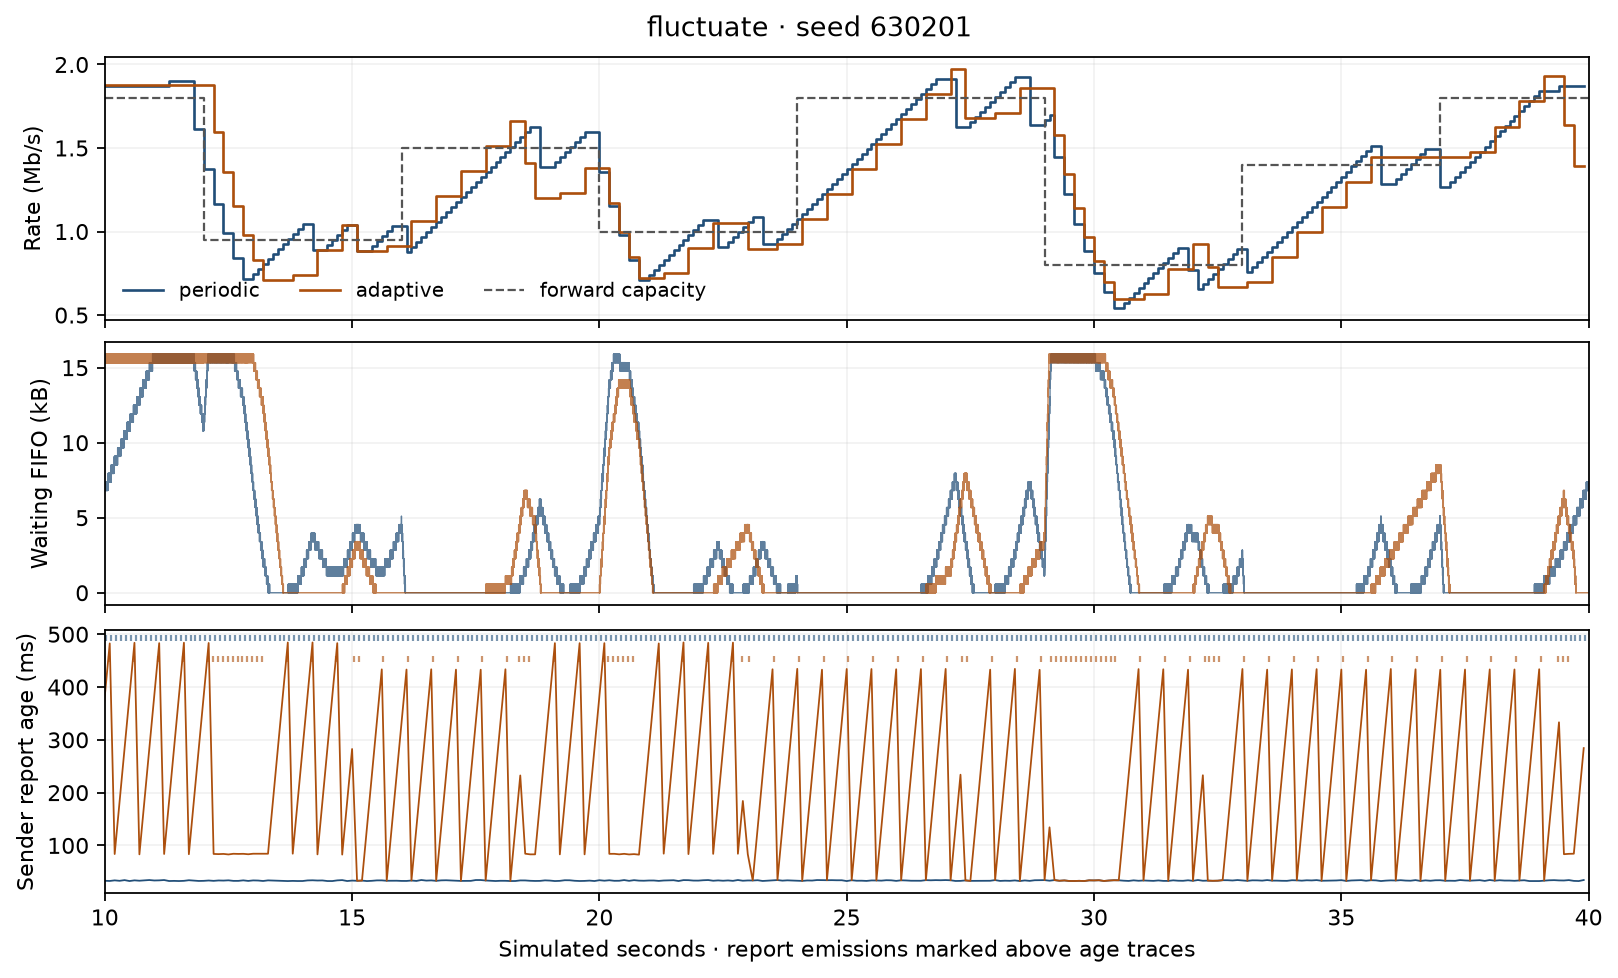 fluctuate · seed 630201
Rate (Mb/s)
2.0
1.5
1.0
0.5
periodic adaptive forward capacity
Waiting FIFO (kB)
15
10
5
0
Sender report age (ms)
500
400
300
200
100
10 15 20 25 30 35 40
Simulated seconds · report emissions marked above age traces